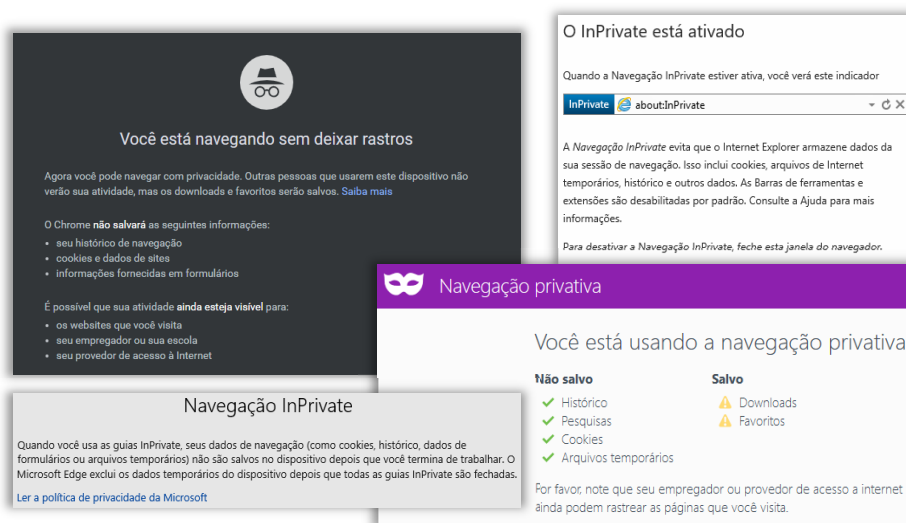 Você está navegando sem deixar rastros
Agora você pode navegar com privacidade. Outras pessoas que usarem este dispositivo não
verão sua atividade, mas os downloads e favoritos serão salvos. Saiba mais
O Chrome não salvará as seguintes informações:
• seu histórico de navegação
• cookies e dados de sites
• informações fornecidas em formulários
É possível que sua atividade ainda esteja visível para:
• os websites que você visita
• seu empregador ou sua escola
• seu provedor de acesso à Internet
O InPrivate está ativado
Quando a Navegação InPrivate estiver ativa, você verá este indicador
InPrivate about:InPrivate
A Navegação InPrivate evita que o Internet Explorer armazene dados da
sua sessão de navegação. Isso inclui cookies, arquivos de Internet
temporários, histórico e outros dados. As Barras de ferramentas e
extensões são desabilitadas por padrão. Consulte a Ajuda para mais
informações.
Para desativar a Navegação InPrivate, feche esta janela do navegador.
Navegação InPrivate
Quando você usa as guias InPrivate, seus dados de navegação (como cookies, histórico, dados de
formulários ou arquivos temporários) não são salvos no dispositivo depois que você termina de trabalhar. O
Microsoft Edge exclui os dados temporários do dispositivo depois que todas as guias InPrivate são fechadas.
Ler a política de privacidade da Microsoft
Navegação privativa
Você está usando a navegação privativa
Não salvo
Histórico
Pesquisas
Cookies
Arquivos temporários
Salvo
Downloads
Favoritos
Por favor, note que seu empregador ou provedor de acesso a internet
ainda podem rastrear as páginas que você visita.